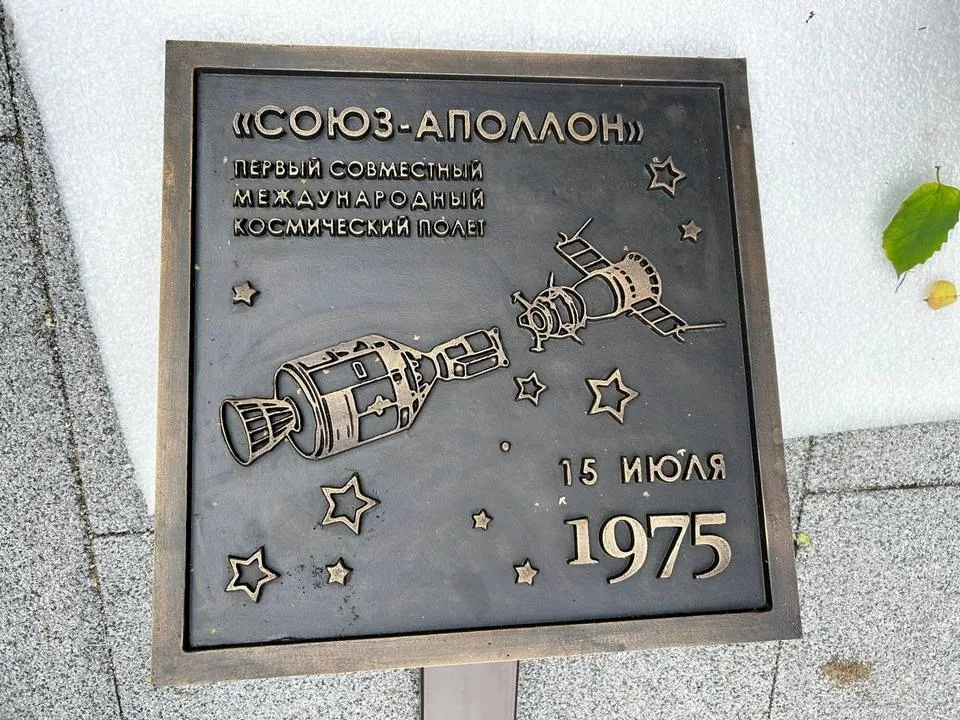 «СОЮЗ-АПОЛЛОН»
ПЕРВЫЙ СОВМЕСТНЫЙ
МЕЖДУНАРОДНЫЙ
КОСМИЧЕСКИЙ ПОЛЕТ
15 ИЮЛЯ
1975